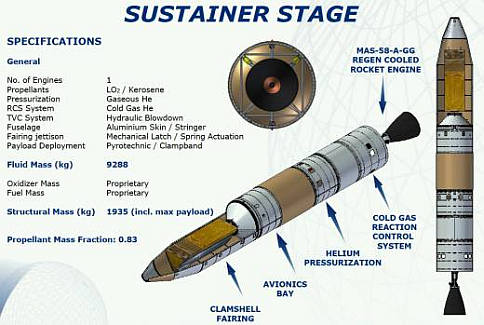 SUSTAINER STAGE
SPECIFICATIONS
General
No. of Engines 1
Propellants LO₂ / Kerosene
Pressurization Gaseous He
RCS System Cold Gas He
TVC System Hydraulic Blowdown
Fuselage Aluminium Skin / Stringer
Fairing jettison Mechanical Latch / Spring Actuation
Payload Deployment Pyrotechnic / Clampband
Fluid Mass (kg) 9288
Oxidizer Mass Proprietary
Fuel Mass Proprietary
Structural Mass (kg) 1935 (incl. max payload)
Propellant Mass Fraction: 0.83
MAS-58-A-GG
REGEN COOLED
ROCKET ENGINE
COLD GAS
REACTION
CONTROL
SYSTEM
HELIUM
PRESSURIZATION
AVIONICS
BAY
CLAMSHELL
FAIRING